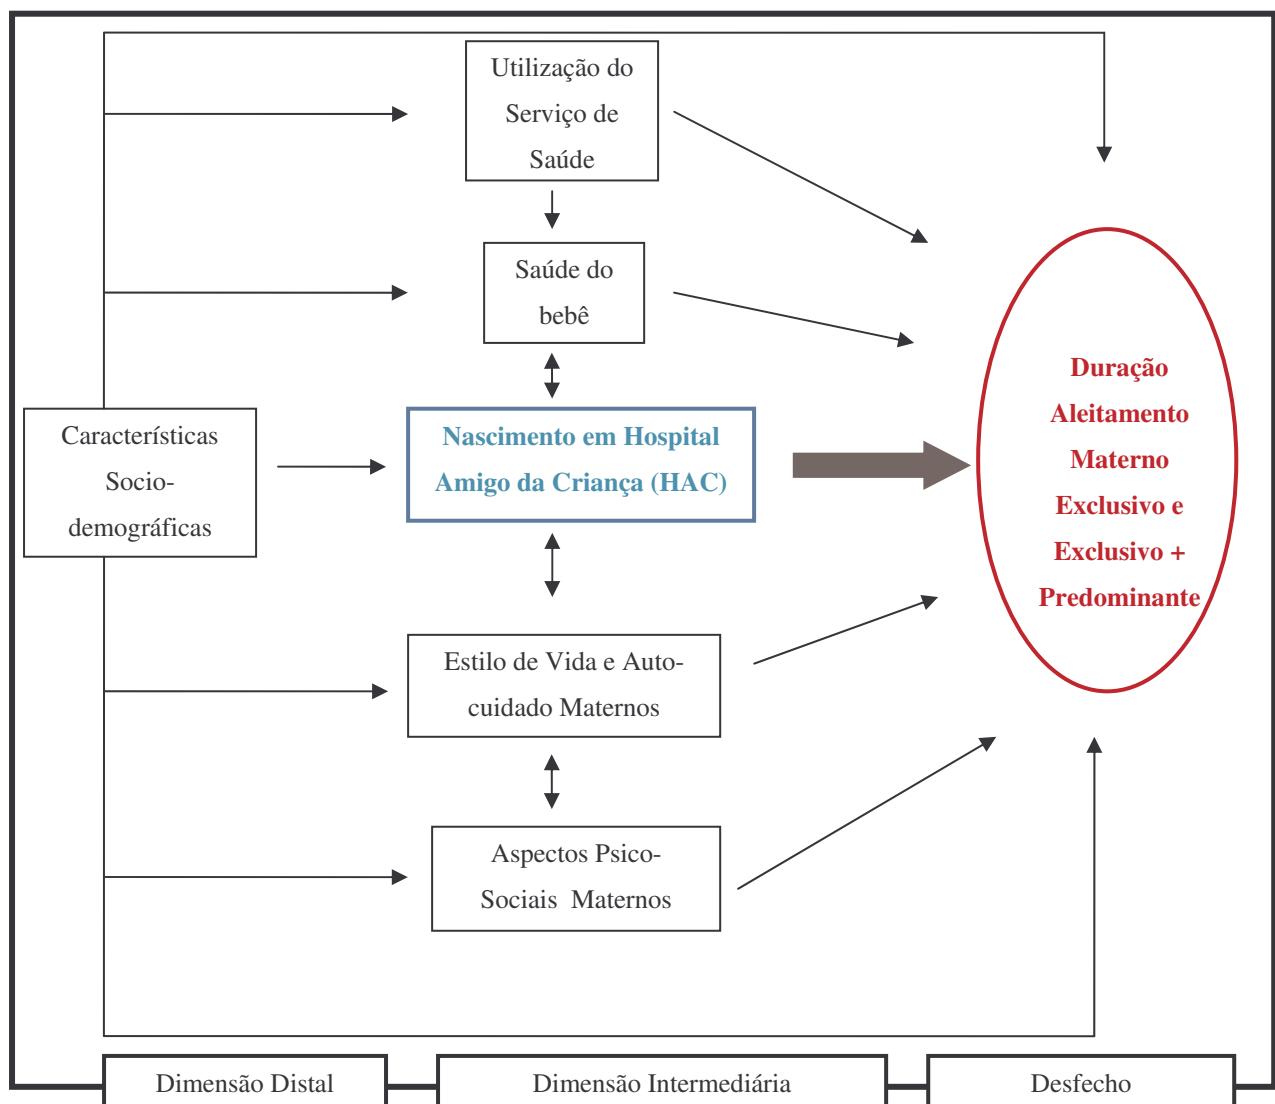 Utilização do
Serviço de
Saúde
Saúde do
bebê
Características
Socio-
demográficas
Nascimento em Hospital
Amigo da Criança (HAC)
Duração
Aleitamento
Materno
Exclusivo e
Exclusivo +
Predominante
Estilo de Vida e Auto-
cuidado Maternos
Aspectos Psico-
Sociais Maternos
Dimensão Distal
Dimensão Intermediária
Desfecho